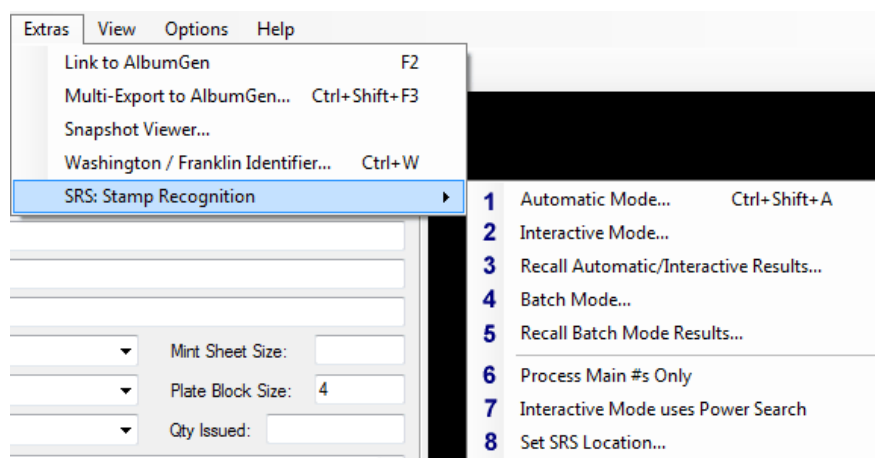 Extras View Options Help
Link to AlbumGen F2
Multi-Export to AlbumGen... Ctrl+Shift+F3
Snapshot Viewer...
Washington / Franklin Identifier... Ctrl+W
SRS: Stamp Recognition
1 Automatic Mode... Ctrl+Shift+A
2 Interactive Mode...
3 Recall Automatic/Interactive Results...
4 Batch Mode...
5 Recall Batch Mode Results...
6 Process Main #s Only
7 Interactive Mode uses Power Search
8 Set SRS Location...
Mint Sheet Size:
Plate Block Size: 4
Qty Issued: